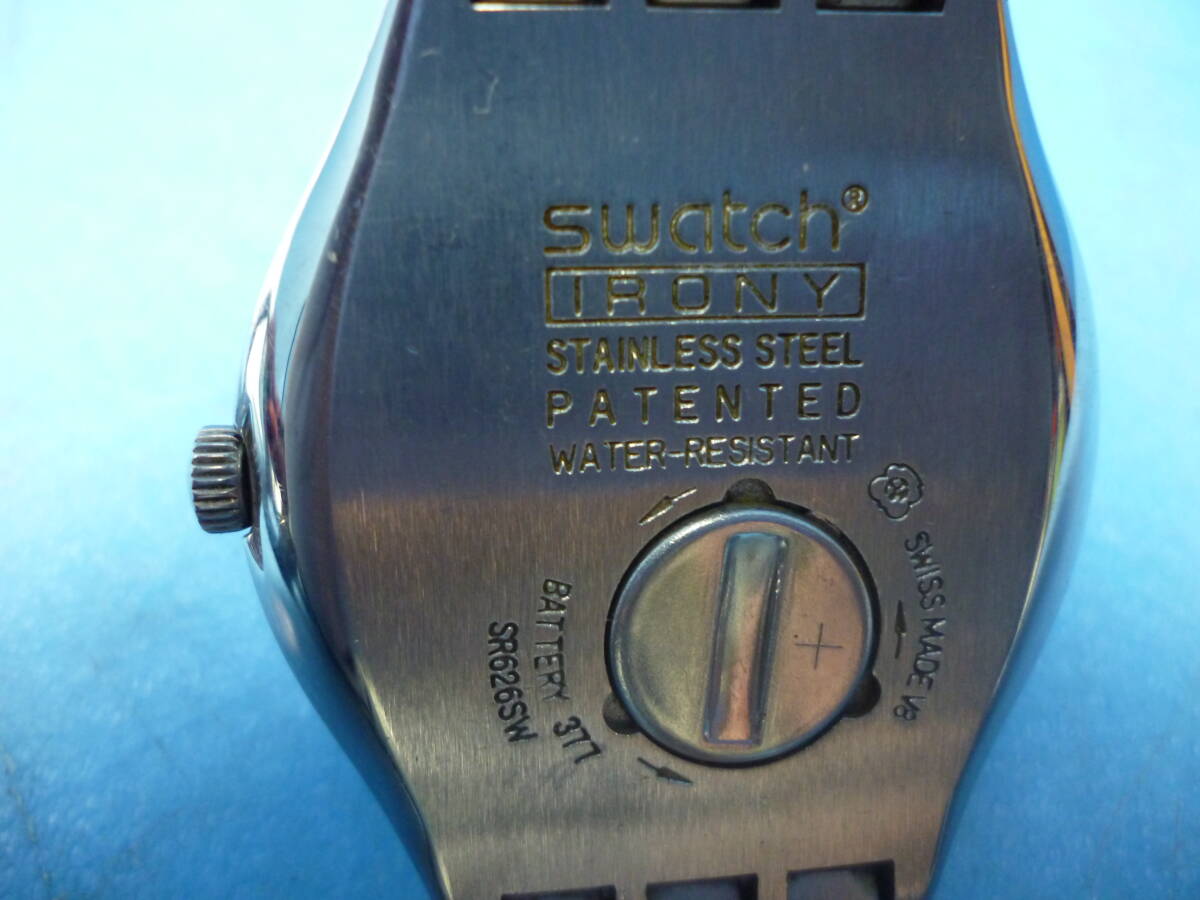 swatch®
IRONY
STAINLESS STEEL
PATENTED
WATER-RESISTANT
SWISS MADE V8
BATTERY 377
SR626SW
+